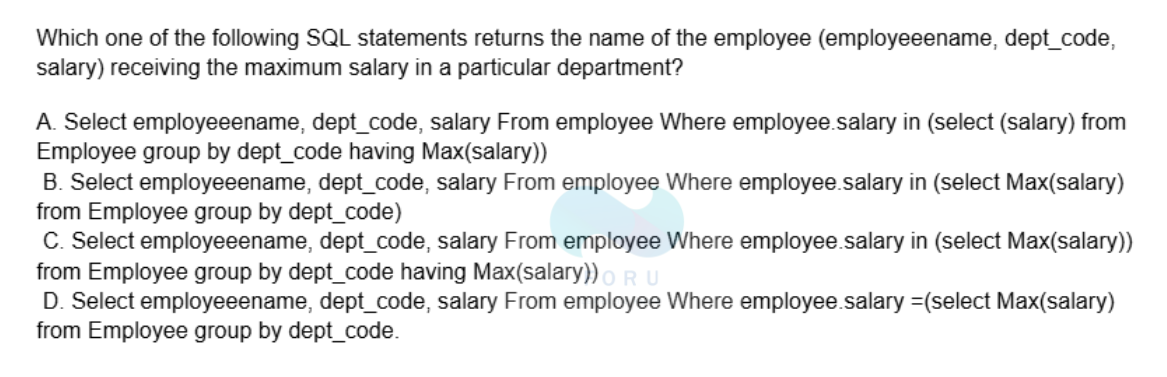 Which one of the following SQL statements returns the name of the employee (employeeename, dept_code,
salary) receiving the maximum salary in a particular department?
A. Select employeeename, dept_code, salary From employee Where employee.salary in (select (salary) from
Employee group by dept_code having Max(salary))
B. Select employeeename, dept_code, salary From employee Where employee.salary in (select Max(salary)
from Employee group by dept_code)
C. Select employeeename, dept_code, salary From employee Where employee.salary in (select Max(salary))
from Employee group by dept_code having Max(salary))
D. Select employeeename, dept_code, salary From employee Where employee.salary =(select Max(salary)
from Employee group by dept_code.